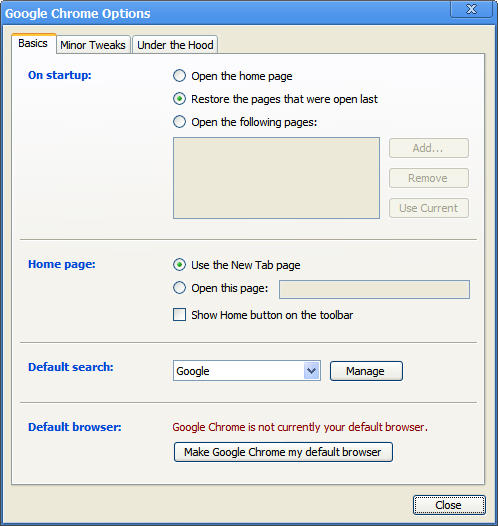 Google Chrome Options
Basics Minor Tweaks Under the Hood
On startup: Open the home page
Restore the pages that were open last
Open the following pages:
Add...
Remove
Use Current
Home page: Use the New Tab page
Open this page:
Show Home button on the toolbar
Default search: Google Manage
Default browser: Google Chrome is not currently your default browser.
Make Google Chrome my default browser
Close